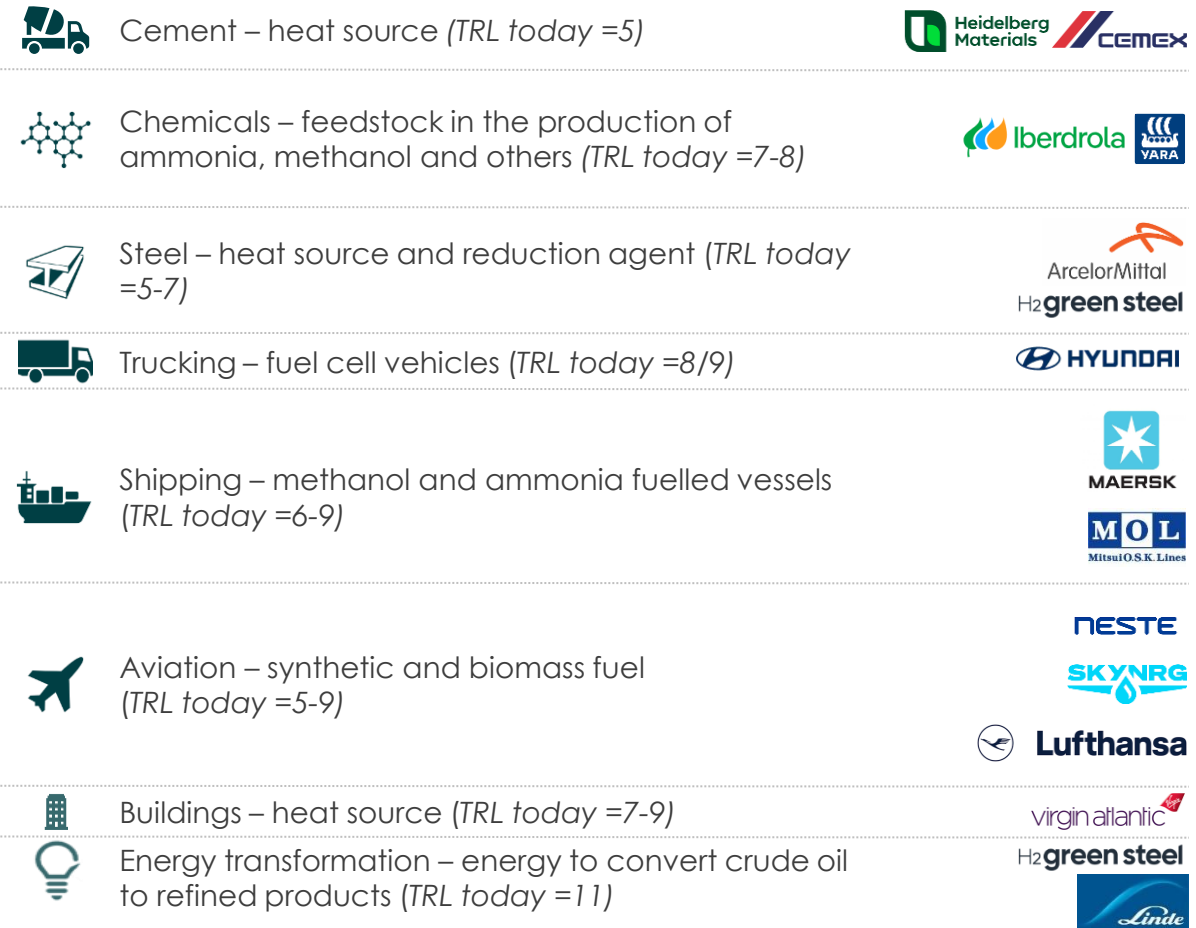 Cement – heat source (TRL today =5)
Heidelberg
Materials
CEMEX
Chemicals – feedstock in the production of
ammonia, methanol and others (TRL today =7-8)
Iberdrola
YARA
Steel – heat source and reduction agent (TRL today
=5-7)
ArcelorMittal
H2green steel
Trucking – fuel cell vehicles (TRL today =8/9)
HYUNDAI
Shipping – methanol and ammonia fuelled vessels
(TRL today =6-9)
MAERSK
MOL
Mitsui O.S.K. Lines
Aviation – synthetic and biomass fuel
(TRL today =5-9)
NESTE
SKYNRG
Lufthansa
Buildings – heat source (TRL today =7-9)
virgin atlantic
Energy transformation – energy to convert crude oil
to refined products (TRL today =11)
H2green steel
Linde